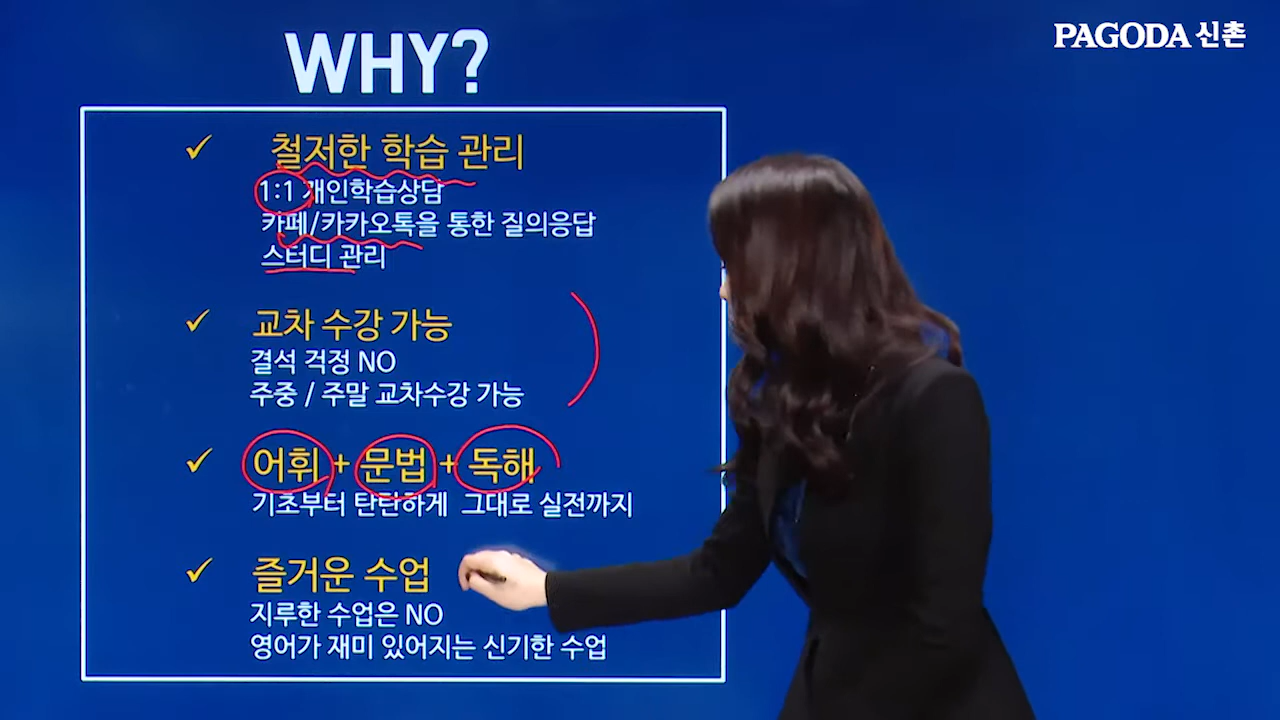 WHY?
PAGODA 신촌
✓ 철저한 학습 관리
1:1 개인학습상담
카페/카카오톡을 통한 질의응답
스터디 관리
✓ 교차 수강 가능
결석 걱정 NO
주중 / 주말 교차수강 가능
✓ 어휘 + 문법 + 독해
기초부터 탄탄하게 그대로 실전까지
✓ 즐거운 수업
지루한 수업은 NO
영어가 재미 있어지는 신기한 수업